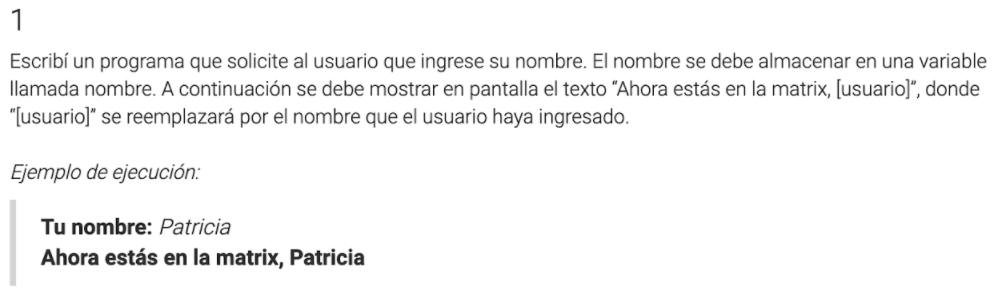 1
Escribí un programa que solicite al usuario que ingrese su nombre. El nombre se debe almacenar en una variable
llamada nombre. A continuación se debe mostrar en pantalla el texto “Ahora estás en la matrix, [usuario]”, donde
“[usuario]” se reemplazará por el nombre que el usuario haya ingresado.
Ejemplo de ejecución:
Tu nombre: Patricia
Ahora estás en la matrix, Patricia